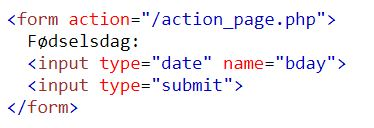 <form action="/action_page.php">
  Fødselsdag:
  <input type="date" name="bday">
  <input type="submit">
</form>